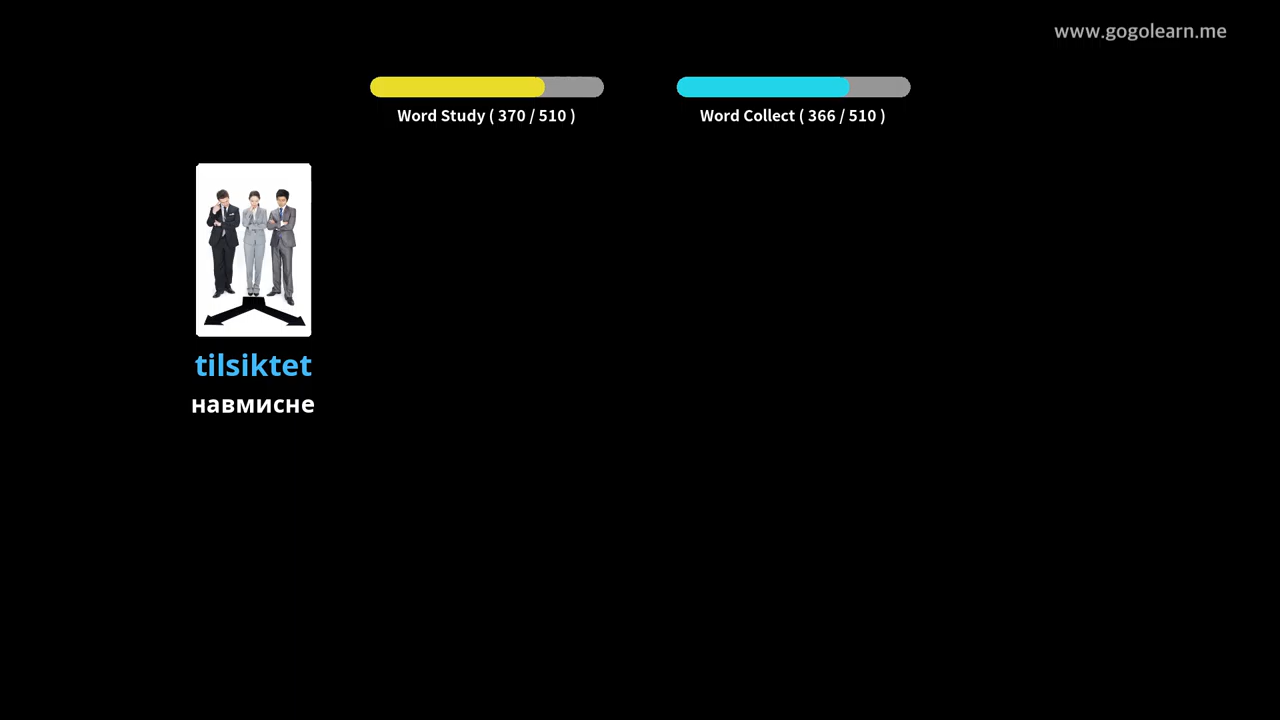 www.gogolearn.me
Word Study ( 370 / 510 )
Word Collect ( 366 / 510 )
tilsiktet
навмисне